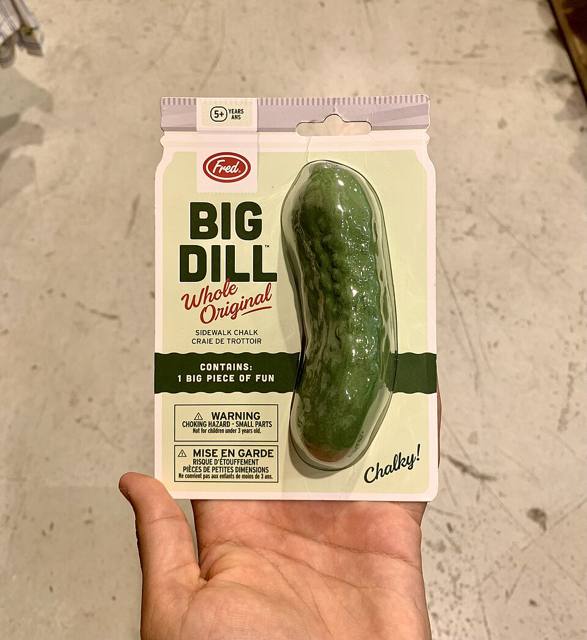 5+ YEARS
ANS
Fred.
BIG
DILL™
Whole
Original
SIDEWALK CHALK
CRAIE DE TROTTOIR
CONTAINS:
1 BIG PIECE OF FUN
⚠ WARNING
CHOKING HAZARD - SMALL PARTS
Not for children under 3 years old.
⚠ MISE EN GARDE
RISQUE D'ÉTOUFFEMENT
PIÈCES DE PETITES DIMENSIONS
Ne convient pas aux enfants de moins de 3 ans.
Chalky!